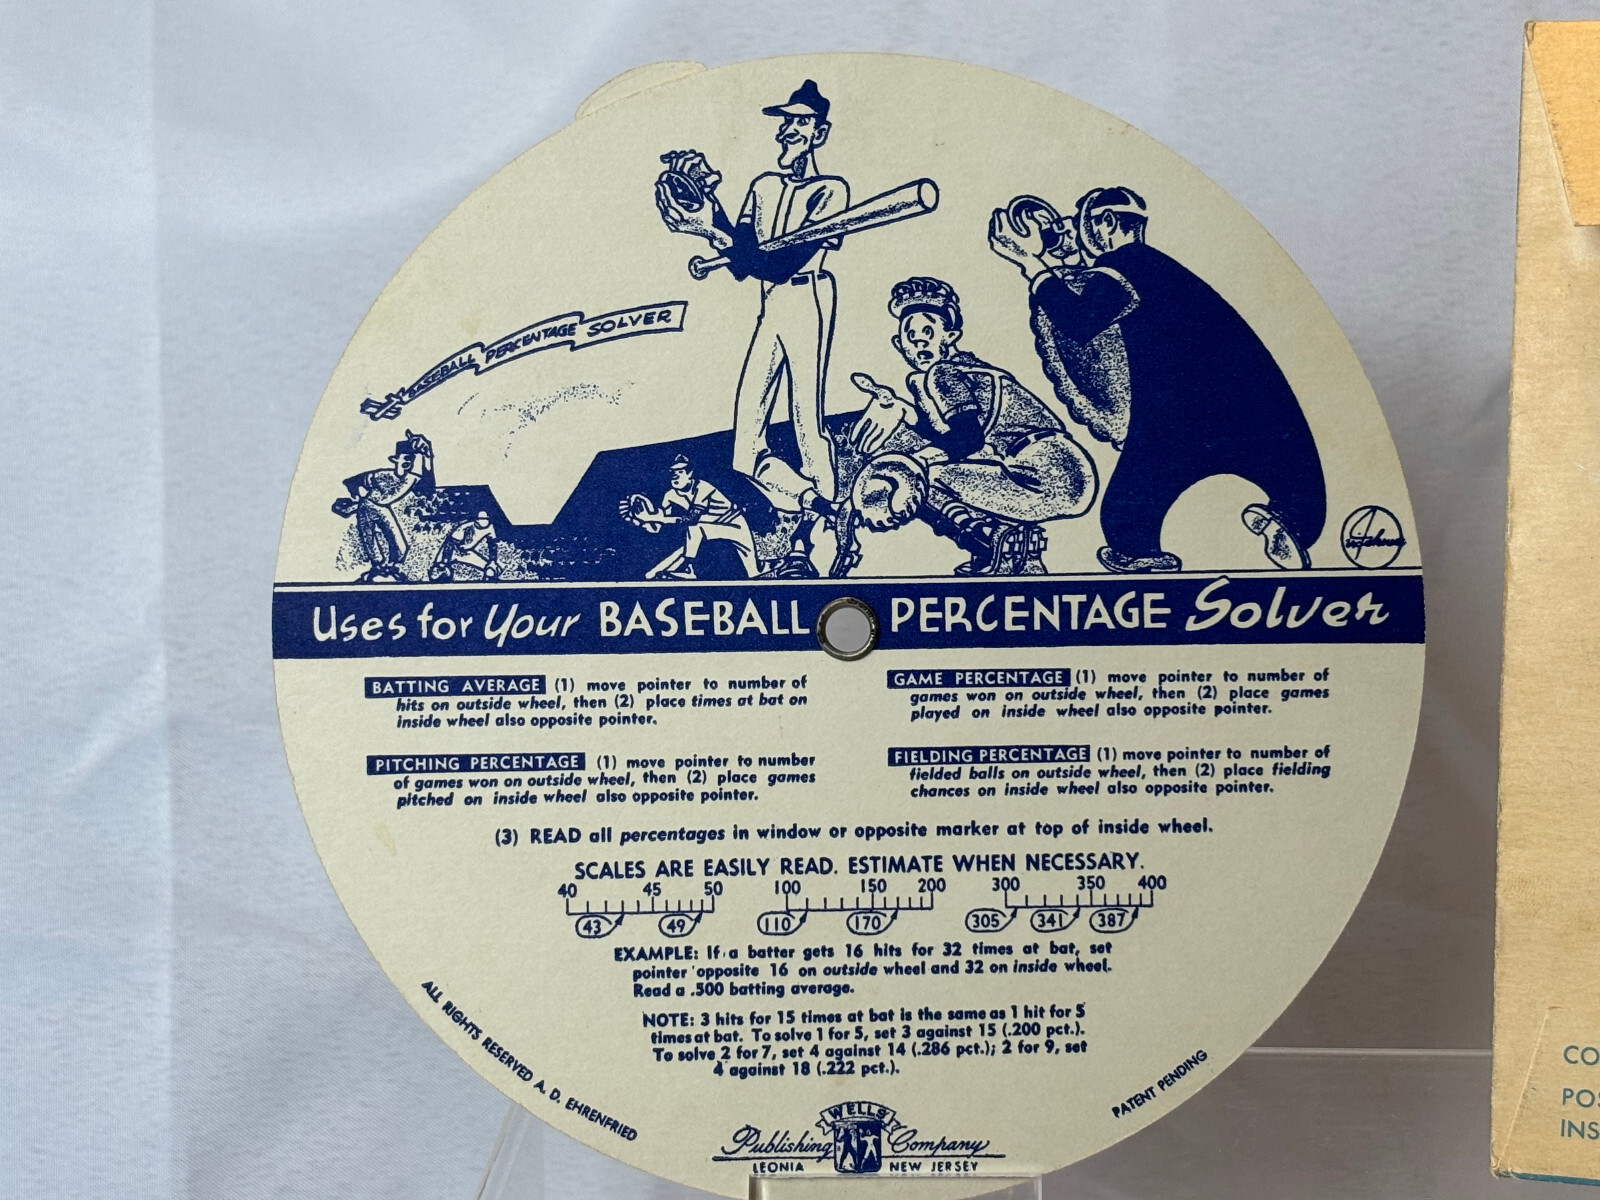 BASEBALL PERCENTAGE SOLVER
Uses for Your BASEBALL PERCENTAGE Solver
BATTING AVERAGE (1) move pointer to number of
hits on outside wheel, then (2) place times at bat on
inside wheel also opposite pointer.
PITCHING PERCENTAGE (1) move pointer to number
of games won on outside wheel, then (2) place games
pitched on inside wheel also opposite pointer.
GAME PERCENTAGE (1) move pointer to number of
games won on outside wheel, then (2) place games
played on inside wheel also opposite pointer.
FIELDING PERCENTAGE (1) move pointer to number of
fielded balls on outside wheel, then (2) place fielding
chances on inside wheel also opposite pointer.
(3) READ all percentages in window or opposite marker at top of inside wheel.
SCALES ARE EASILY READ. ESTIMATE WHEN NECESSARY.
40 45 50 100 150 200 300 350 400
43 49 110 170 305 341 387
EXAMPLE: If a batter gets 16 hits for 32 times at bat, set
pointer opposite 16 on outside wheel and 32 on inside wheel.
Read a .500 batting average.
NOTE: 3 hits for 15 times at bat is the same as 1 hit for 5
times at bat. To solve 1 for 5, set 3 against 15 (.200 pct.).
To solve 2 for 7, set 4 against 14 (.286 pct.); 2 for 9, set
4 against 18 (.222 pct.).
ALL RIGHTS RESERVED A. D. EHRENFRIED
PATENT PENDING
WELLS
Publishing Company
LEONIA NEW JERSEY
CO
POS
INS